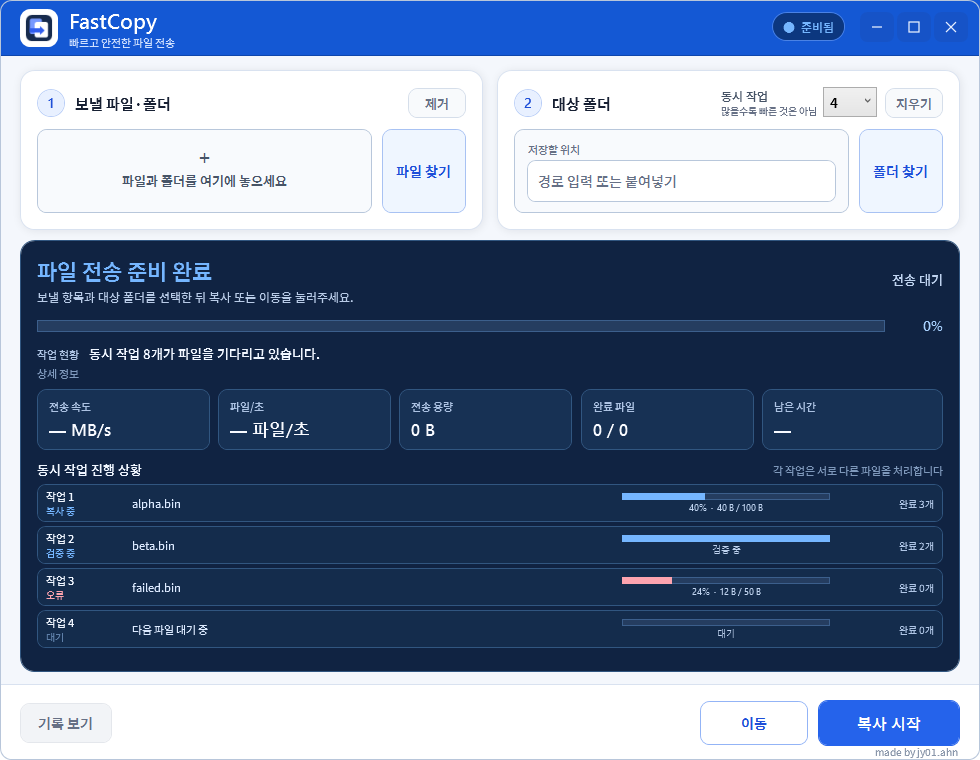 FastCopy
빠르고 안전한 파일 전송
준비됨
1
보낼 파일 · 폴더
제거
+
파일과 폴더를 여기에 놓으세요
파일 찾기
2
대상 폴더
동시 작업
많을수록 빠른 것은 아님
4
지우기
저장할 위치
경로 입력 또는 붙여넣기
폴더 찾기
파일 전송 준비 완료
보낼 항목과 대상 폴더를 선택한 뒤 복사 또는 이동을 눌러주세요.
전송 대기
0%
작업 현황 동시 작업 8개가 파일을 기다리고 있습니다.
상세 정보
전송 속도
— MB/s
파일/초
— 파일/초
전송 용량
0 B
완료 파일
0 / 0
남은 시간
—
동시 작업 진행 상황
각 작업은 서로 다른 파일을 처리합니다
작업 1
복사 중
alpha.bin
40% · 40 B / 100 B
완료 3개
작업 2
검증 중
beta.bin
검증 중
완료 2개
작업 3
오류
failed.bin
24% · 12 B / 50 B
완료 0개
작업 4
대기
다음 파일 대기 중
대기
완료 0개
기록 보기
이동
복사 시작
made by jy01.ahn